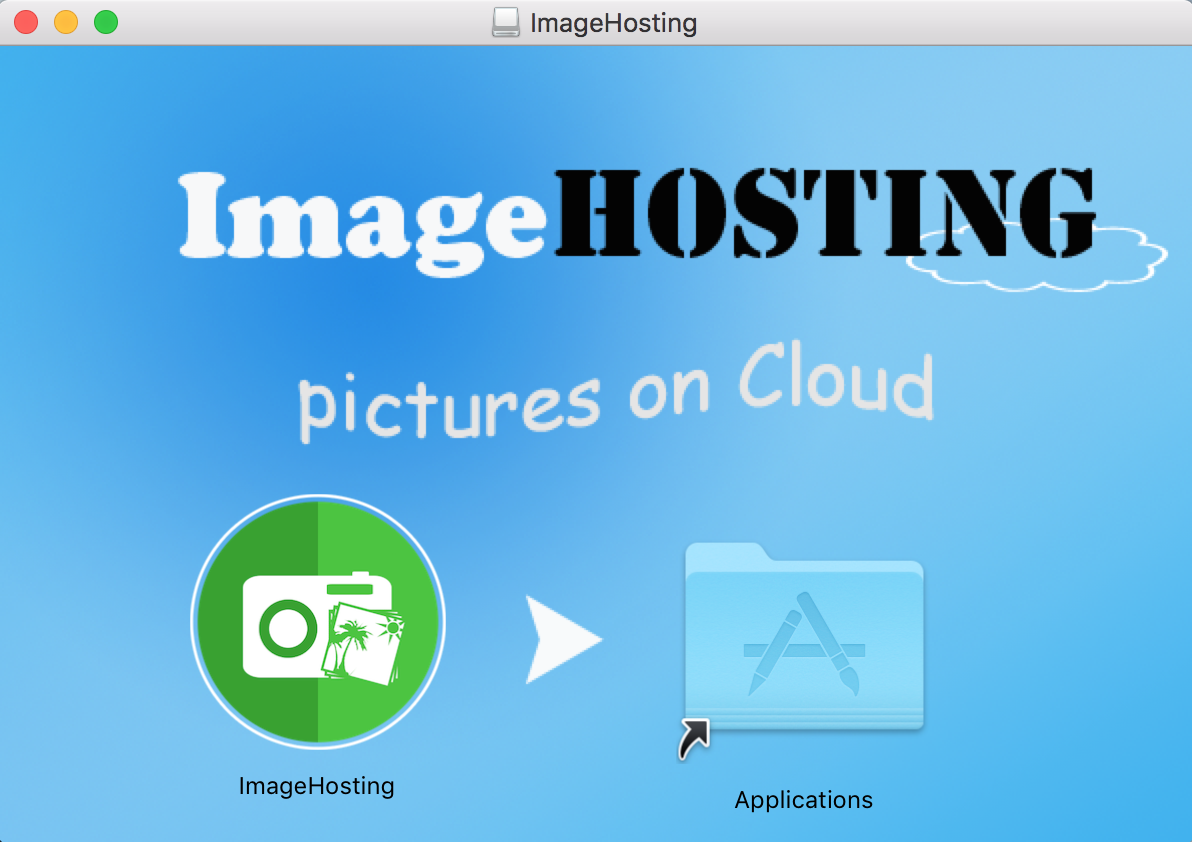 ImageHosting
ImageHOSTING
pictures on Cloud
ImageHosting
Applications